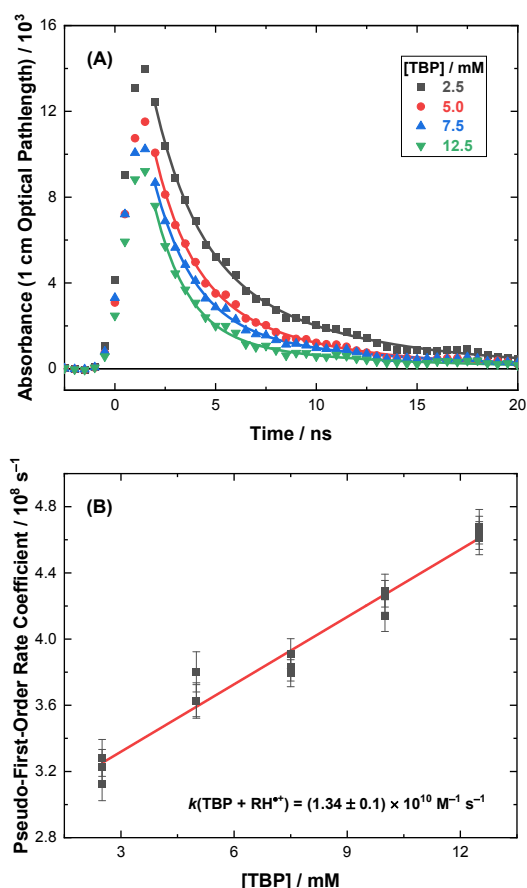 (A)
[TBP] / mM
2.5
5.0
7.5
12.5
Absorbance (1 cm Optical Pathlength) / 10³
16
12
8
4
0
0 5 10 15 20
Time / ns
(B)
Pseudo-First-Order Rate Coefficient / 10⁸ s⁻¹
4.8
4.4
4.0
3.6
3.2
2.8
k(TBP + RH•⁺) = (1.34 ± 0.1) × 10¹⁰ M⁻¹ s⁻¹
3 6 9 12
[TBP] / mM